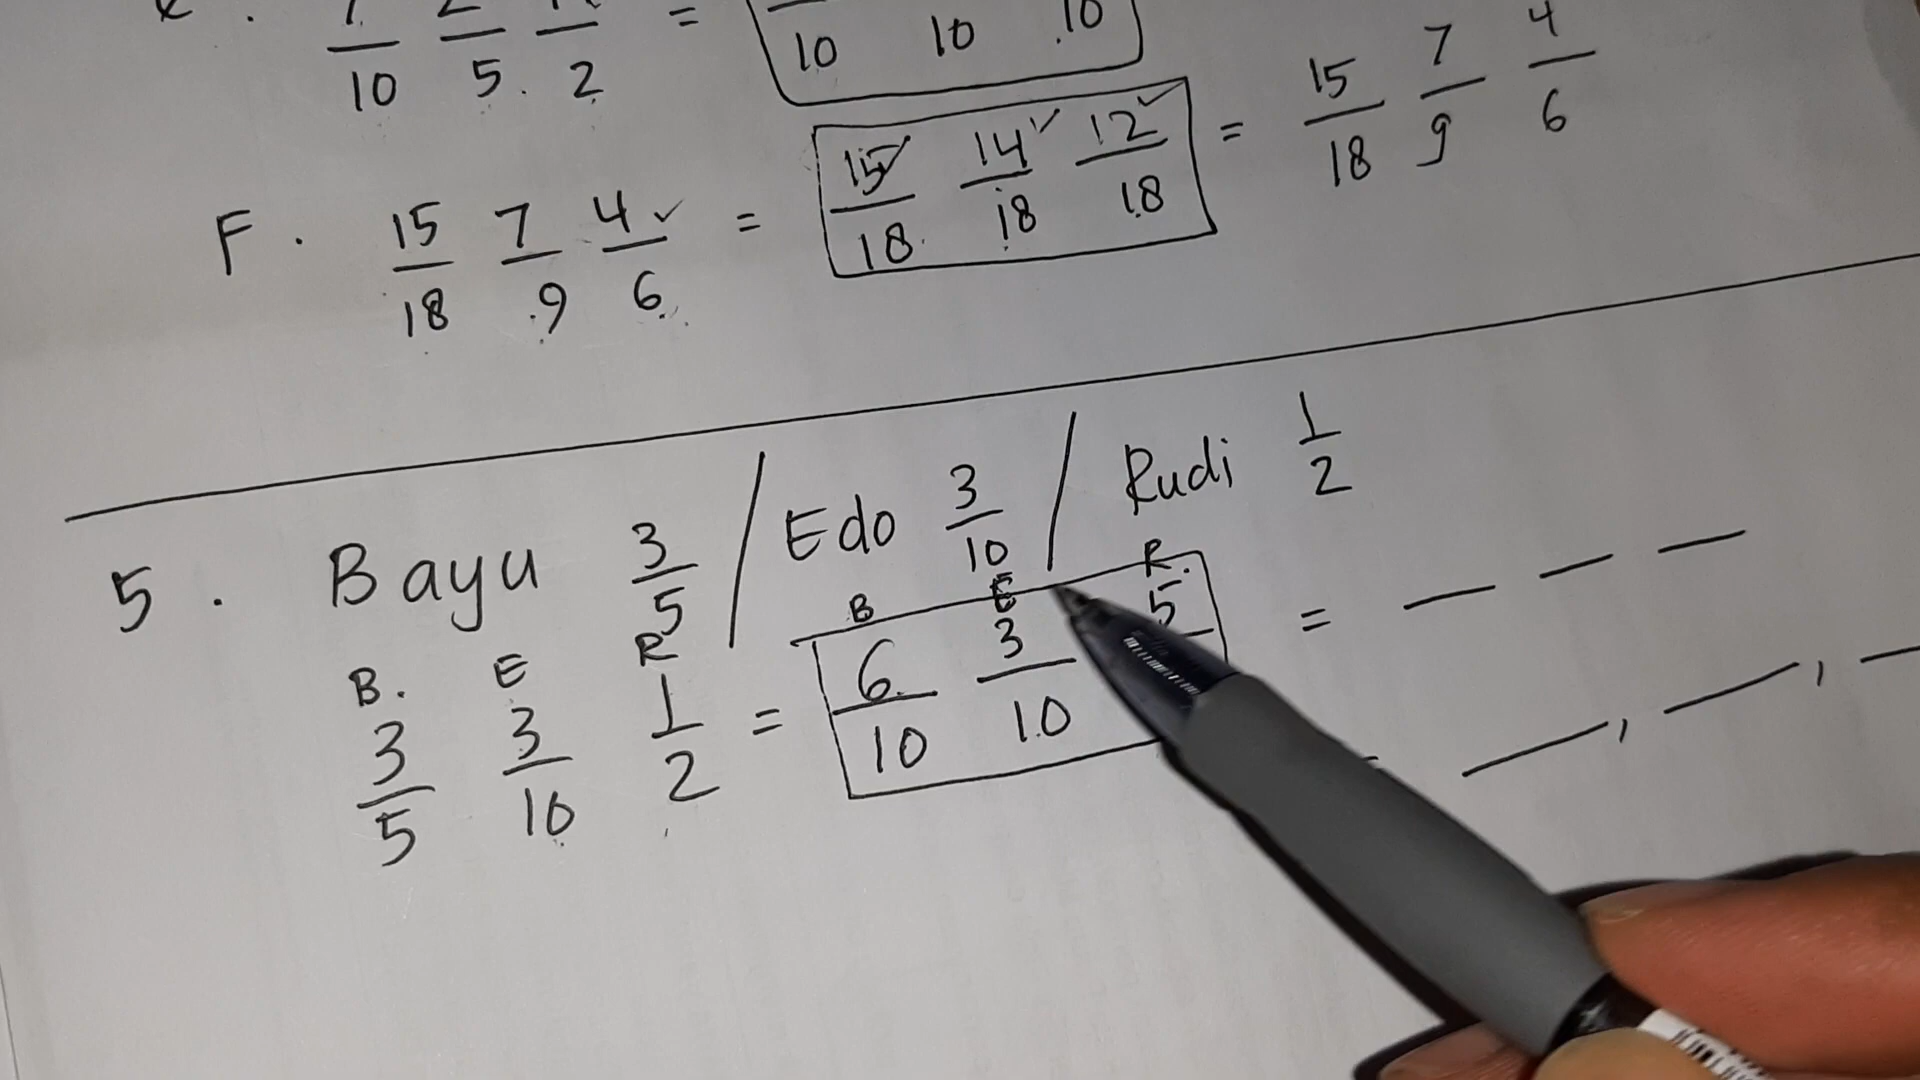 7/10 /5. /2 = 10 10 .10
F. 15/18 7/9 4/6 ✓ = 15/18 ✓ 14/18 ✓ 12/18 ✓ = 15/18 7/9 4/6
5. Bayu 3/5 / Edo 3/10 / Rudi 1/2
B. E R B E R.
3/5 3/10 1/2 = 6/10 3/10 5 = — — —
—, —, —